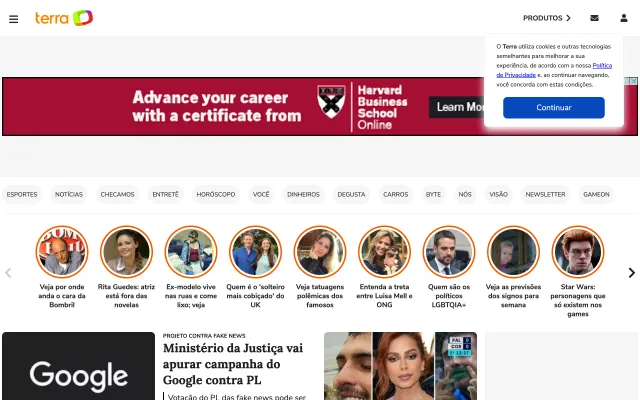 terra
PRODUTOS
O Terra utiliza cookies e outras tecnologias
semelhantes para melhorar a sua
experiência, de acordo com a nossa Política
de Privacidade e, ao continuar navegando,
você concorda com estas condições.
Continuar
Advance your career
with a certificate from
Harvard
Business
School
Online
Learn Mor
ESPORTES
NOTÍCIAS
CHECAMOS
ENTRETÊ
HORÓSCOPO
VOCÊ
DINHEIROS
DEGUSTA
CARROS
BYTE
NÓS
VISÃO
NEWSLETTER
GAMEON
Veja por onde
anda o cara da
Bombril
Rita Guedes: atriz
está fora das
novelas
Ex-modelo vive
nas ruas e come
lixo; veja
Quem é o 'solteiro
mais cobiçado' do
UK
Veja tatuagens
polêmicas dos
famosos
Entenda a treta
entre Luisa Mell e
ONG
Quem são os
políticos
LGBTQIA+
Veja as previsões
dos signos para
semana
Star Wars:
personagens que
só existem nos
games
Google
PROJETO CONTRA FAKE NEWS
Ministério da Justiça vai
apurar campanha do
Google contra PL
Votação do PL das fake news pode ser
PAL
COR